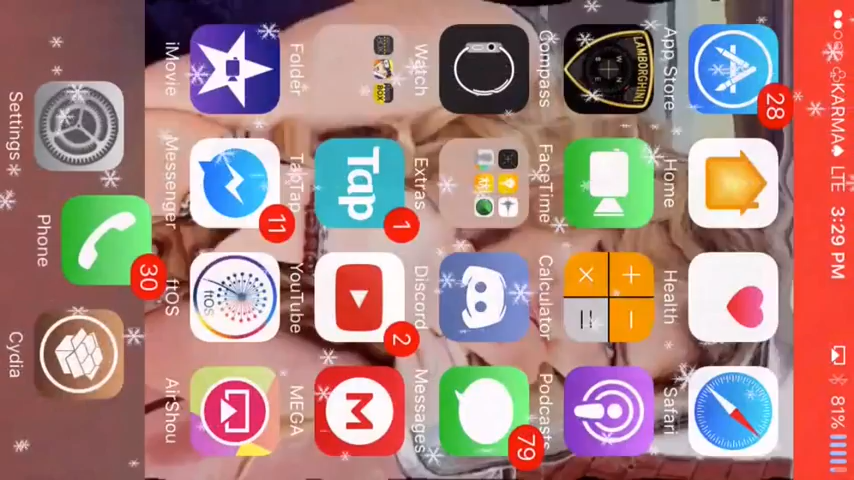 ♧KARMA♠ LTE 3:29 PM 81%
28
App Store Home Health Safari
LAMBORGHINI
Compass FaceTime Calculator Podcasts
79
Watch Extras Discord Messages
1 2
Tap M
Folder TapTap YouTube MEGA
11
ftOS
iMovie Messenger ftOS AirShou
30
Settings Phone Cydia